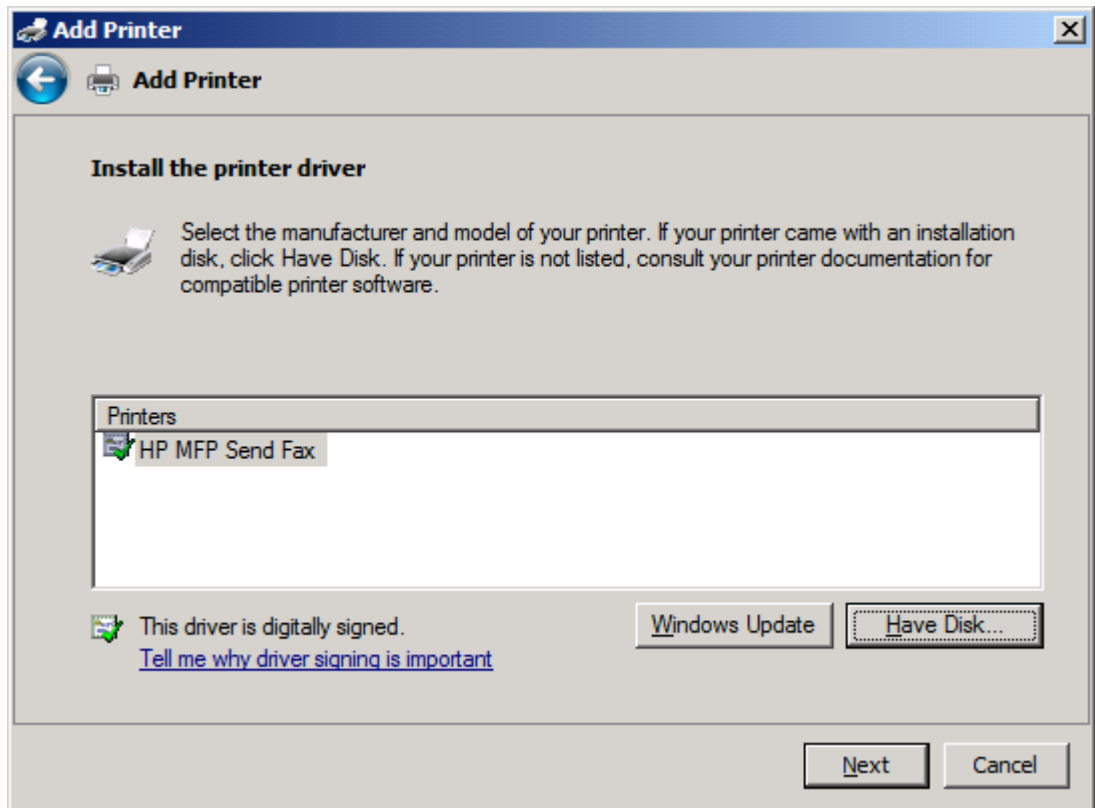 Add Printer
Add Printer
Install the printer driver
Select the manufacturer and model of your printer. If your printer came with an installation
disk, click Have Disk. If your printer is not listed, consult your printer documentation for
compatible printer software.
Printers
HP MFP Send Fax
This driver is digitally signed.
Tell me why driver signing is important
Windows Update
Have Disk...
Next
Cancel